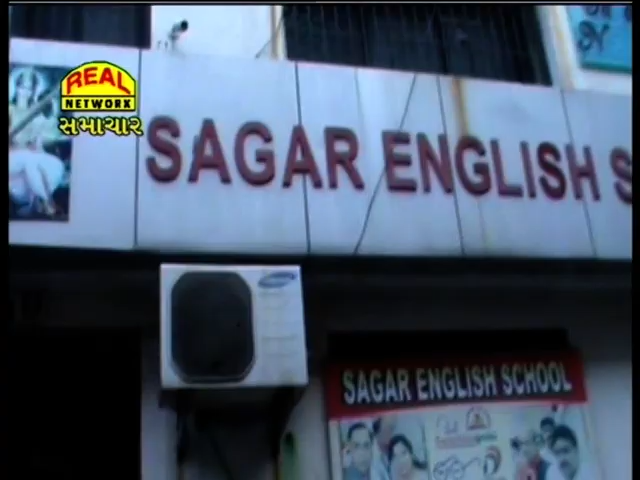 REAL
NETWORK
સમાચાર
SAGAR ENGLISH S
SAMSUNG
SAGAR ENGLISH SCHOOL